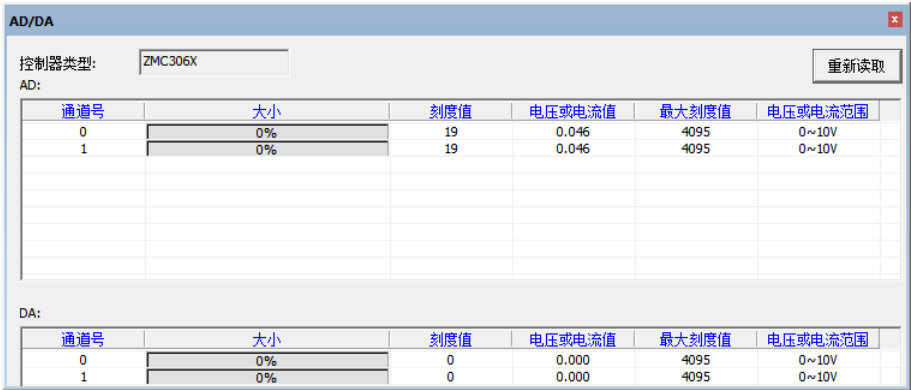 AD/DA
控制器类型: ZMC306X 重新读取
AD:
通道号 大小 刻度值 电压或电流值 最大刻度值 电压或电流范围
0 0% 19 0.046 4095 0~10V
1 0% 19 0.046 4095 0~10V
DA:
通道号 大小 刻度值 电压或电流值 最大刻度值 电压或电流范围
0 0% 0 0.000 4095 0~10V
1 0% 0 0.000 4095 0~10V